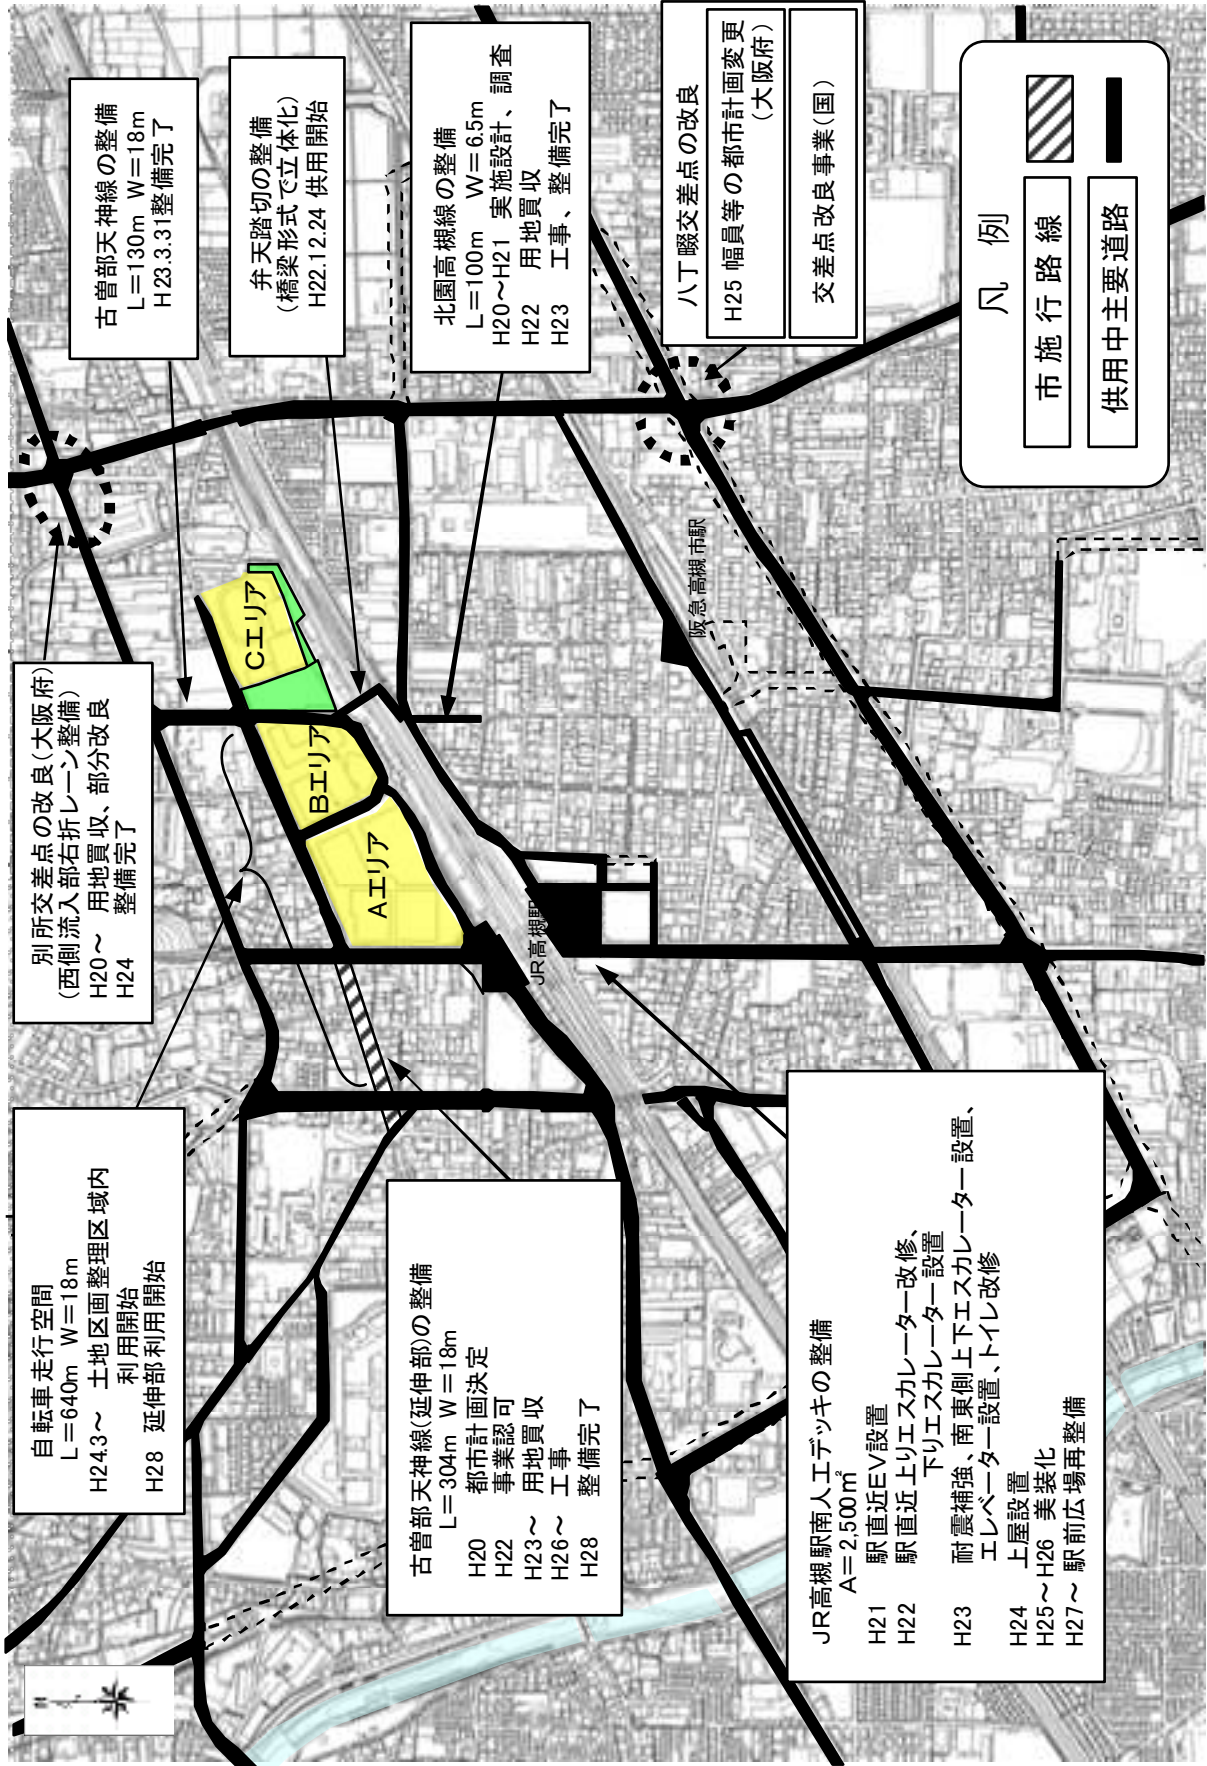 自転車走行空間
L=640m W=18m
H24.3～ 土地区画整理区域内
利用開始
H28 延伸部利用開始
別所交差点の改良(大阪府)
(西側流入部右折レーン整備)
H20～ 用地買収、部分改良
H24 整備完了
古曽部天神線の整備
L=130m W=18m
H23.3.31整備完了
弁天踏切の整備
(橋梁形式で立体化)
H22.12.24 供用開始
北園高槻線の整備
L=100m W=6.5m
H20～H21 実施設計、調査
H22 用地買収
H23 工事、整備完了
八丁畷交差点の改良
H25 幅員等の都市計画変更
(大阪府)
交差点改良事業(国)
古曽部天神線(延伸部)の整備
L=304m W=18m
H20 都市計画決定
H22 事業認可
H23～ 用地買収
H26～ 工事
H28 整備完了
JR高槻駅南人工デッキの整備
A=2,500㎡
H21 駅直近EV設置
H22 駅直近上りエスカレーター改修、
下りエスカレーター設置
H23 耐震補強、南東側上下エスカレーター設置、
エレベーター設置、トイレ改修
H24 上屋設置
H25～H26 美装化
H27～ 駅前広場再整備
Aエリア
Bエリア
Cエリア
JR高槻駅
阪急高槻市駅
凡例
市施行路線
供用中主要道路